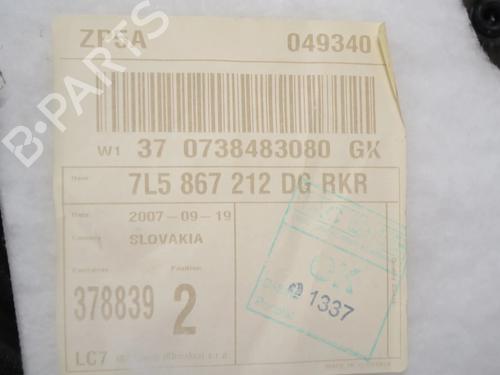 ZPSA 049340
W1 37 0738483080 GK
7L5 867 212 DG RKR
2007-09-19
SLOVAKIA
378839 2
OK
1337
LC7
B-PARTS